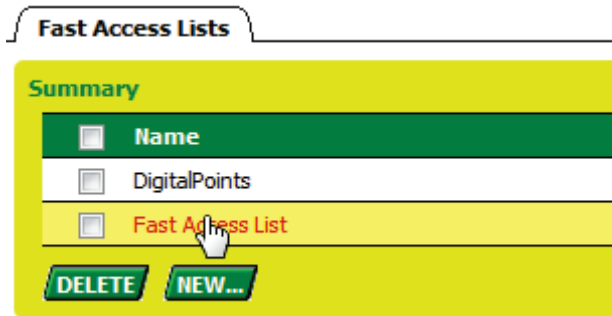 Fast Access Lists
Summary
Name
DigitalPoints
Fast Access List
DELETE NEW...